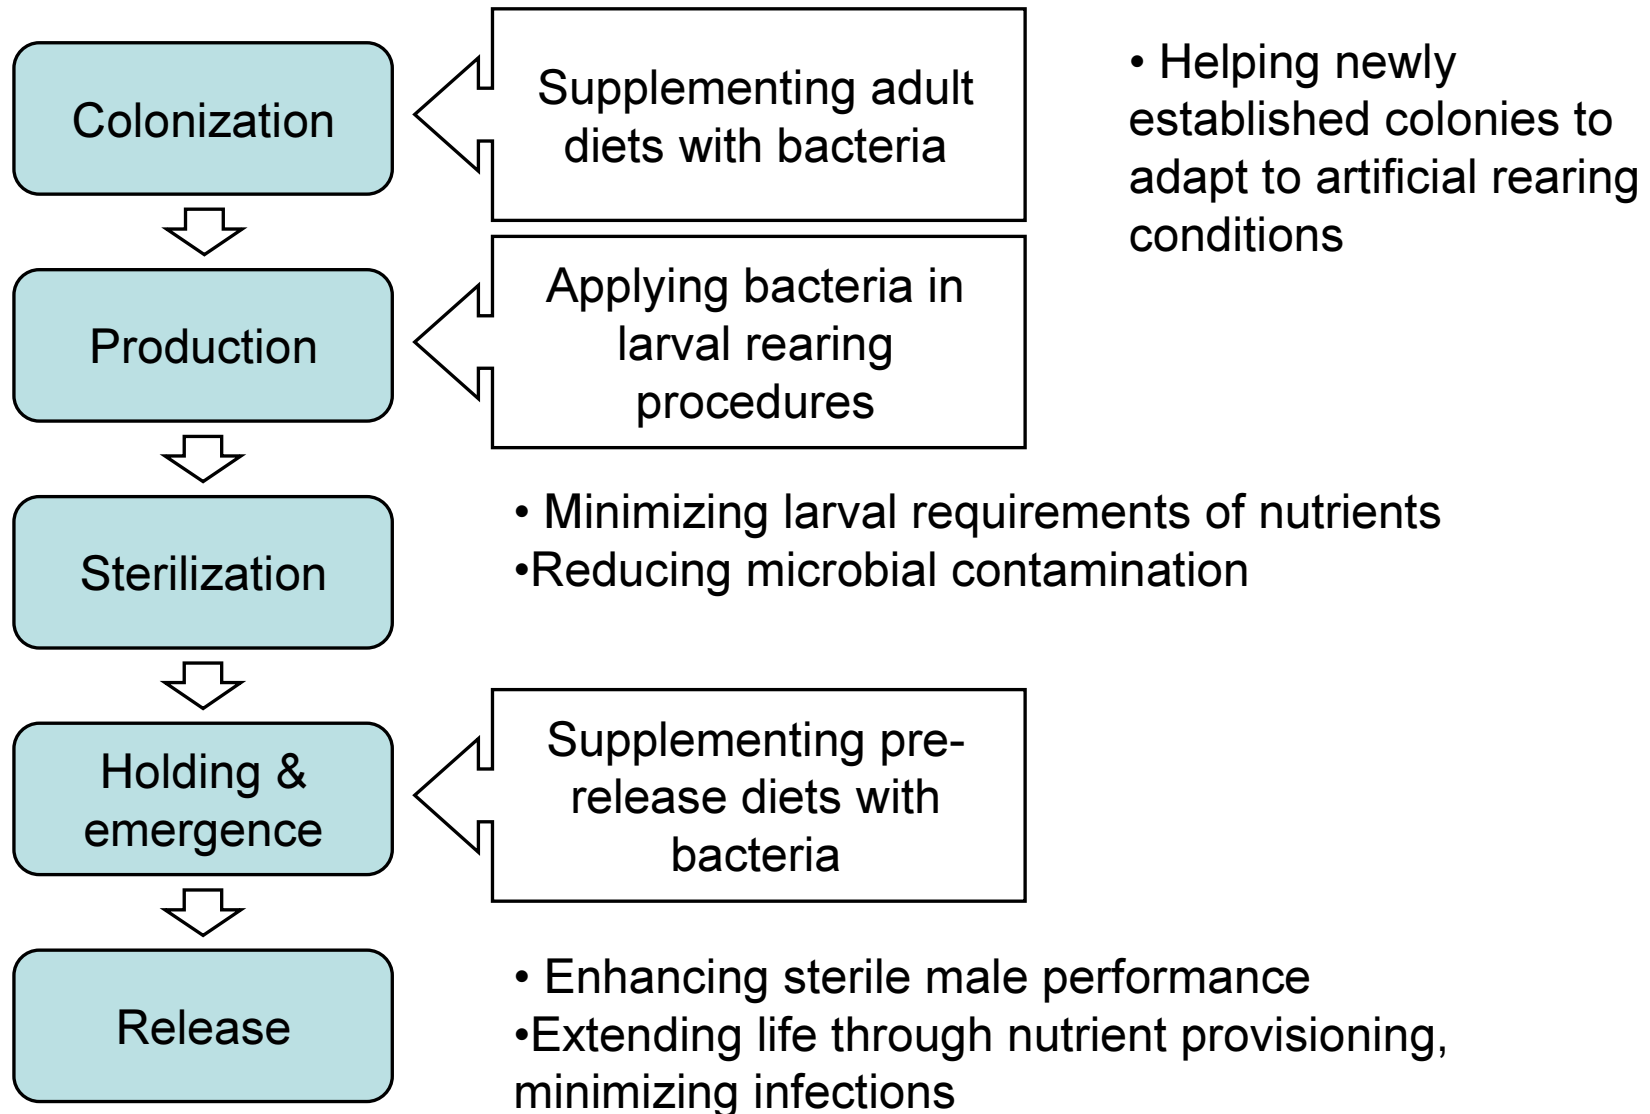 Colonization
Supplementing adult
diets with bacteria
• Helping newly
established colonies to
adapt to artificial rearing
conditions
Production
Applying bacteria in
larval rearing
procedures
Sterilization
• Minimizing larval requirements of nutrients
•Reducing microbial contamination
Holding &
emergence
Supplementing pre-
release diets with
bacteria
Release
• Enhancing sterile male performance
•Extending life through nutrient provisioning,
minimizing infections